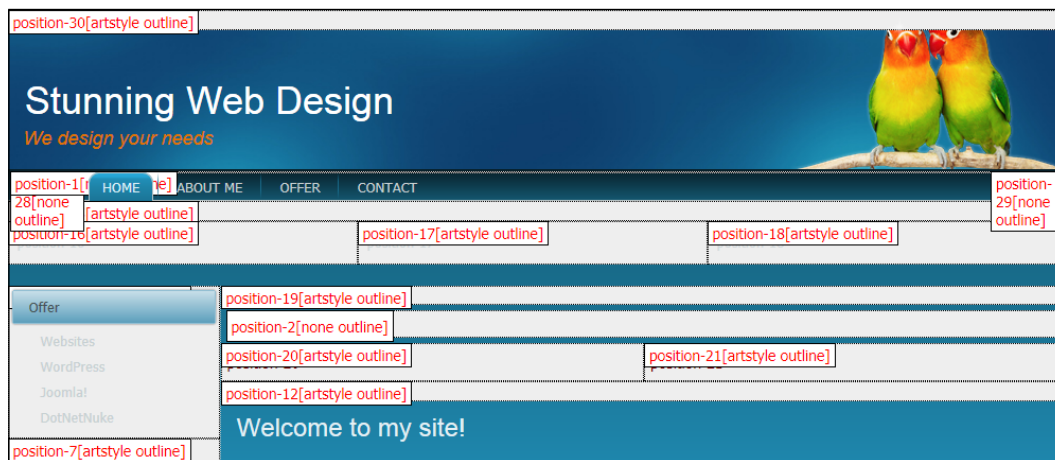 position-30[artstyle outline]
Stunning Web Design
We design your needs
position-1[
HOME
ne]
ABOUT ME
OFFER
CONTACT
position-
29[none
outline]
28[none
outline]
[artstyle outline]
position-16[artstyle outline]
position-17[artstyle outline]
position-18[artstyle outline]
Offer
Websites
WordPress
Joomla!
DotNetNuke
position-7[artstyle outline]
position-19[artstyle outline]
position-2[none outline]
position-20[artstyle outline]
position-21[artstyle outline]
position-12[artstyle outline]
Welcome to my site!